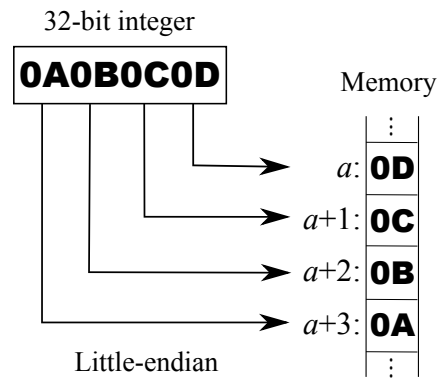 32-bit integer
0A0B0C0D
Memory
⋮
a: 0D
a+1: 0C
a+2: 0B
a+3: 0A
Little-endian
⋮